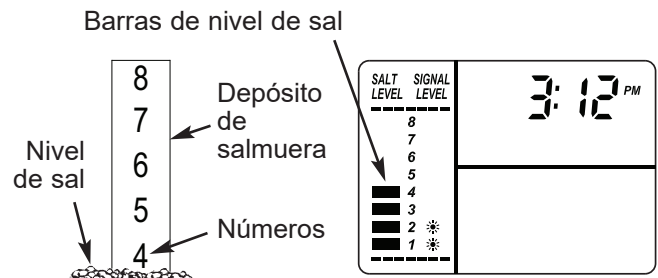 Barras de nivel de sal
8
7
6
5
4
Nivel
de sal
Depósito
de
salmuera
Números
SALT SIGNAL
LEVEL LEVEL
8
7
6
5
4
3
2
1
3:12 PM